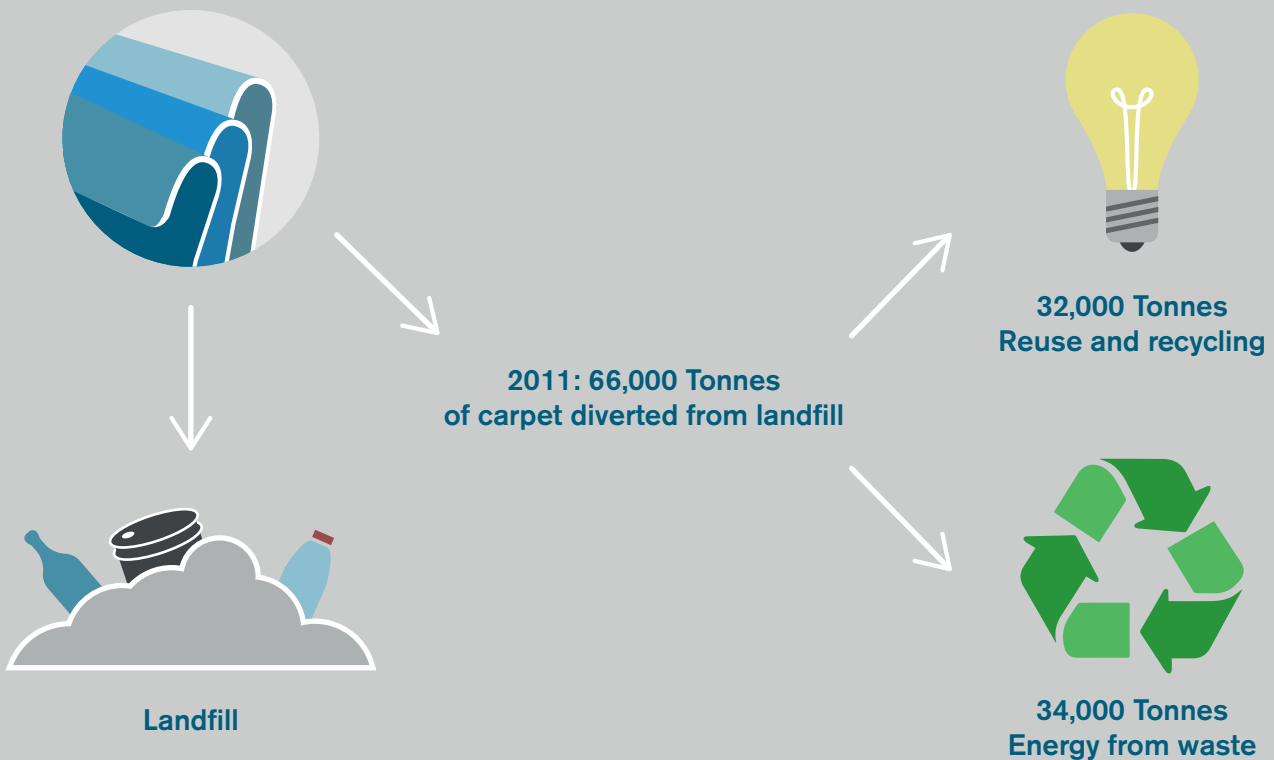 32,000 Tonnes
Reuse and recycling
2011: 66,000 Tonnes
of carpet diverted from landfill
Landfill
34,000 Tonnes
Energy from waste